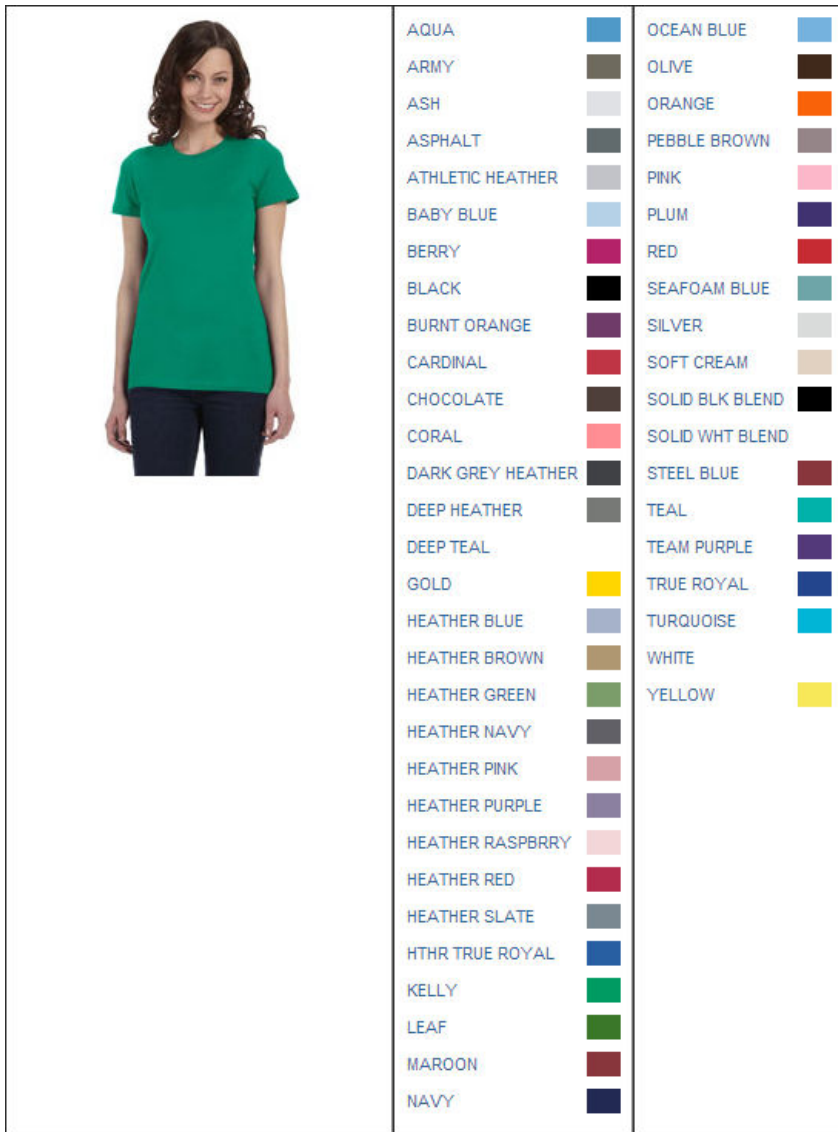 AQUA
ARMY
ASH
ASPHALT
ATHLETIC HEATHER
BABY BLUE
BERRY
BLACK
BURNT ORANGE
CARDINAL
CHOCOLATE
CORAL
DARK GREY HEATHER
DEEP HEATHER
DEEP TEAL
GOLD
HEATHER BLUE
HEATHER BROWN
HEATHER GREEN
HEATHER NAVY
HEATHER PINK
HEATHER PURPLE
HEATHER RASPBRRY
HEATHER RED
HEATHER SLATE
HTHR TRUE ROYAL
KELLY
LEAF
MAROON
NAVY
OCEAN BLUE
OLIVE
ORANGE
PEBBLE BROWN
PINK
PLUM
RED
SEAFOAM BLUE
SILVER
SOFT CREAM
SOLID BLK BLEND
SOLID WHT BLEND
STEEL BLUE
TEAL
TEAM PURPLE
TRUE ROYAL
TURQUOISE
WHITE
YELLOW